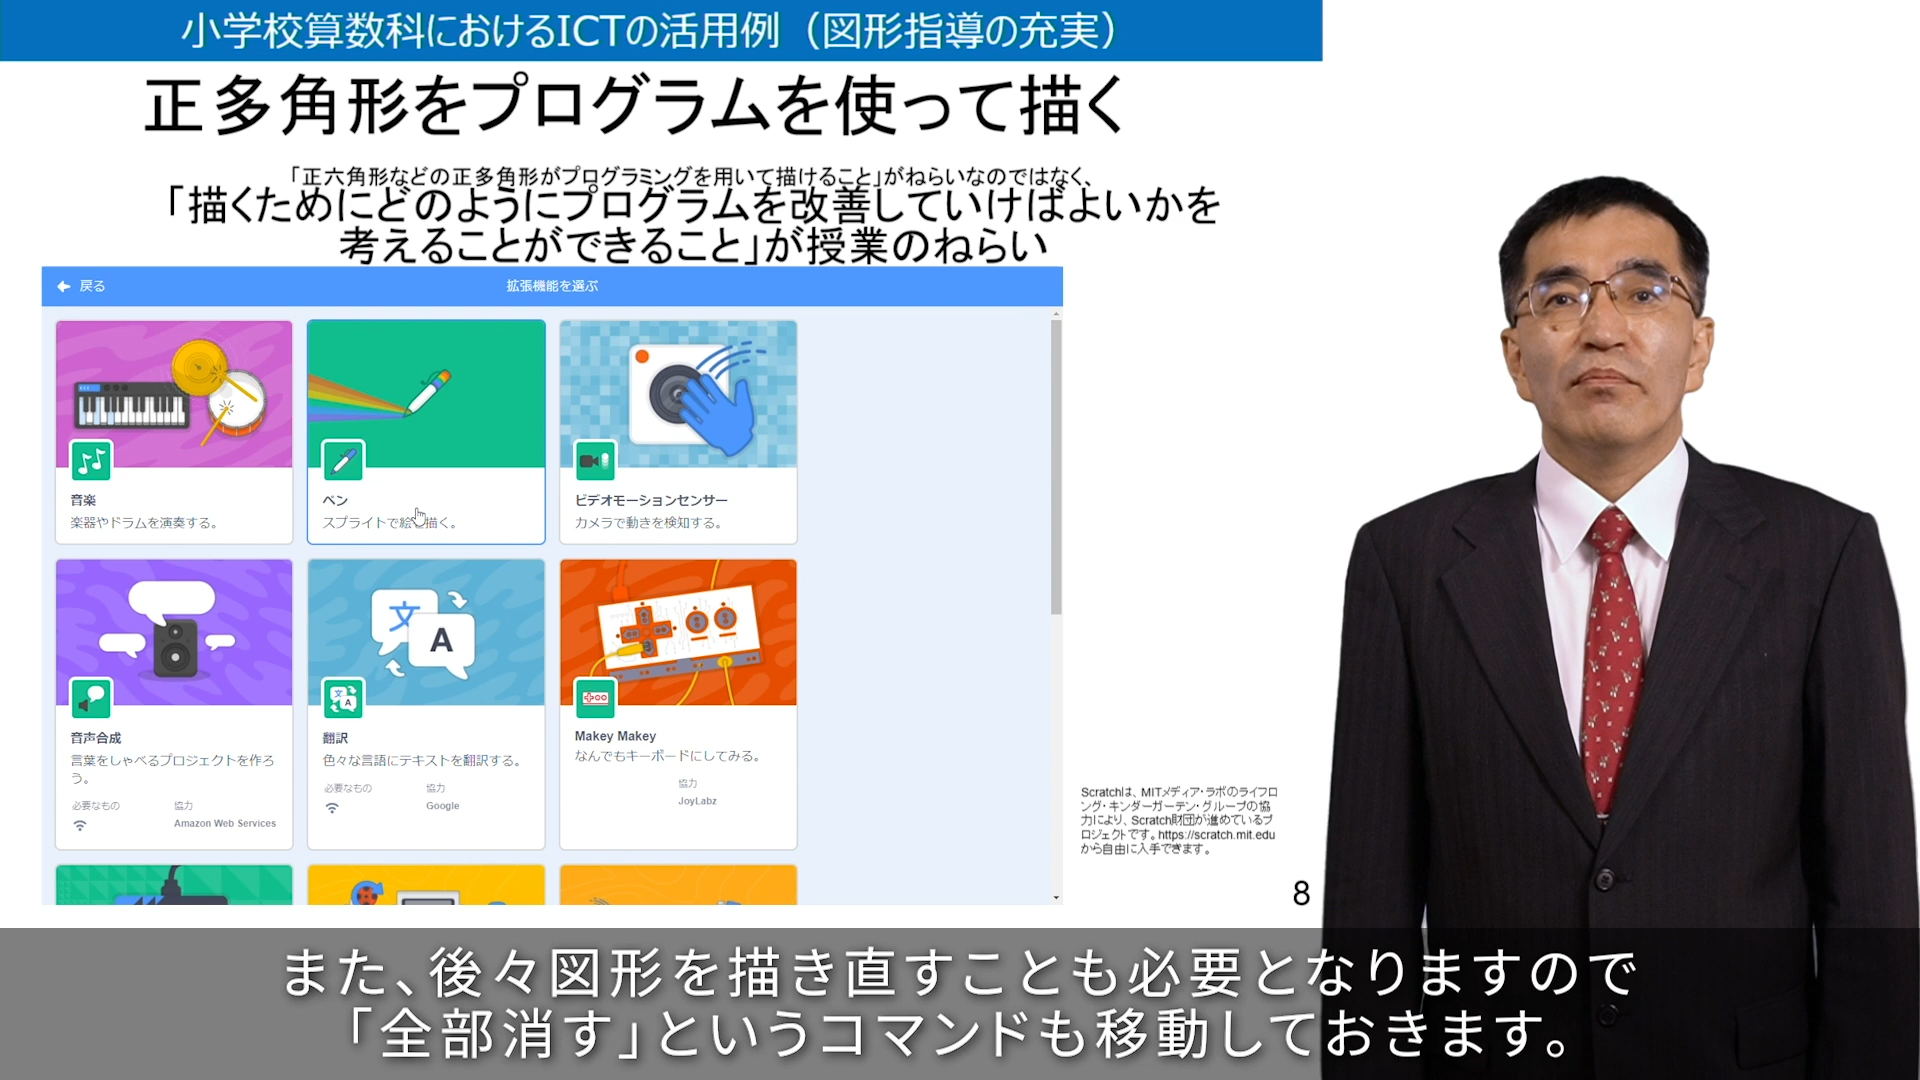 小学校算数科におけるICTの活用例（図形指導の充実）
正多角形をプログラムを使って描く
「正六角形などの正多角形がプログラミングを用いて描けること」がねらいなのではなく、
「描くためにどのようにプログラムを改善していけばよいかを
考えることができること」が授業のねらい
戻る
拡張機能を選ぶ
音楽
楽器やドラムを演奏する。
ペン
スプライトで絵を描く。
ビデオモーションセンサー
カメラで動きを検知する。
文
A
音声合成
言葉をしゃべるプロジェクトを作ろ
う。
必要なもの
協力
Amazon Web Services
翻訳
色々な言語にテキストを翻訳する。
必要なもの
協力
Google
Makey Makey
なんでもキーボードにしてみる。
協力
JoyLabz
Scratchは、MITメディア・ラボのライフロ
ング・キンダーガーテン・グループの協
力により、Scratch財団が進めているプ
ロジェクトです。https://scratch.mit.edu
から自由に入手できます。
8
また、後々図形を描き直すことも必要となりますので
「全部消す」というコマンドも移動しておきます。